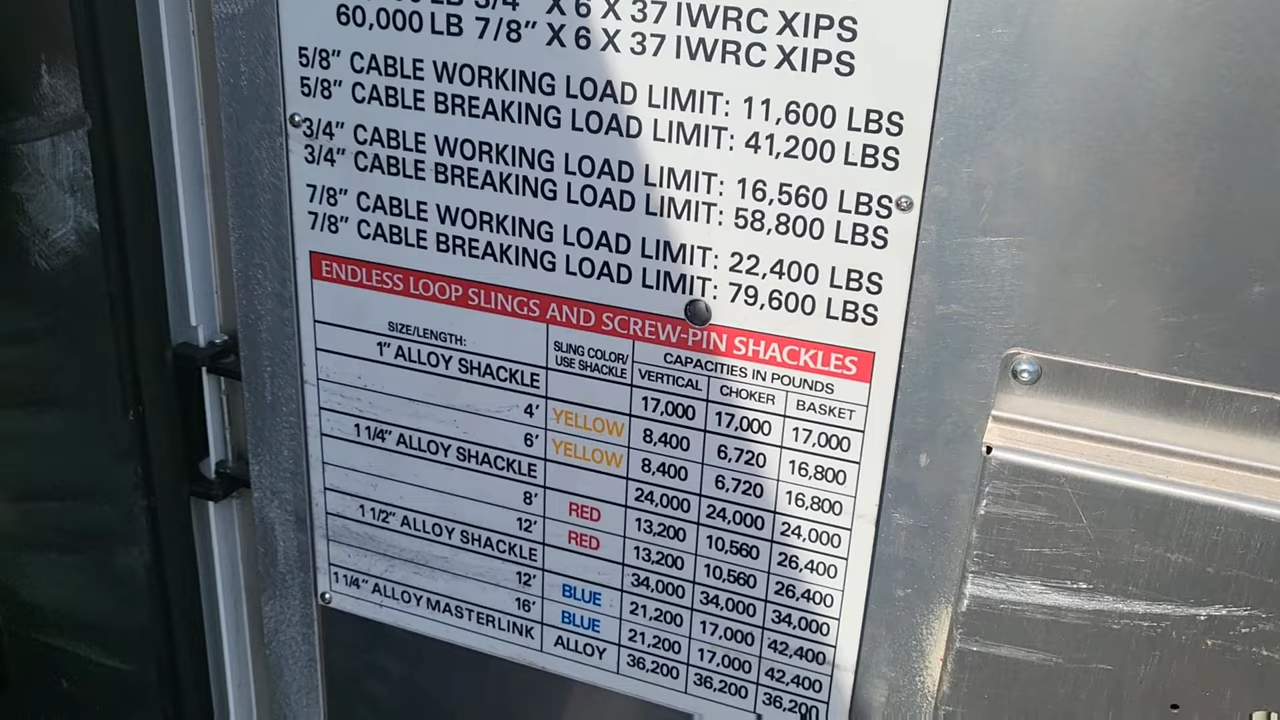 LB 3/4" X 6 X 37 IWRC XIPS
60,000 LB 7/8" X 6 X 37 IWRC XIPS
5/8" CABLE WORKING LOAD LIMIT: 11,600 LBS
5/8" CABLE BREAKING LOAD LIMIT: 41,200 LBS
3/4" CABLE WORKING LOAD LIMIT: 16,560 LBS
3/4" CABLE BREAKING LOAD LIMIT: 58,800 LBS
7/8" CABLE WORKING LOAD LIMIT: 22,400 LBS
7/8" CABLE BREAKING LOAD LIMIT: 79,600 LBS
ENDLESS LOOP SLINGS AND SCREW-PIN SHACKLES
SIZE/LENGTH: SLING COLOR/ USE SHACKLE CAPACITIES IN POUNDS
VERTICAL CHOKER BASKET
1" ALLOY SHACKLE 17,000 17,000 17,000
4' YELLOW 8,400 6,720 16,800
6' YELLOW 8,400 6,720 16,800
1 1/4" ALLOY SHACKLE 24,000 24,000 24,000
8' RED 13,200 10,560 26,400
12' RED 13,200 10,560 26,400
1 1/2" ALLOY SHACKLE 34,000 34,000 34,000
12' BLUE 21,200 17,000 42,400
16' BLUE 21,200 17,000 42,400
1 1/4" ALLOY MASTERLINK ALLOY 36,200 36,200 36,200